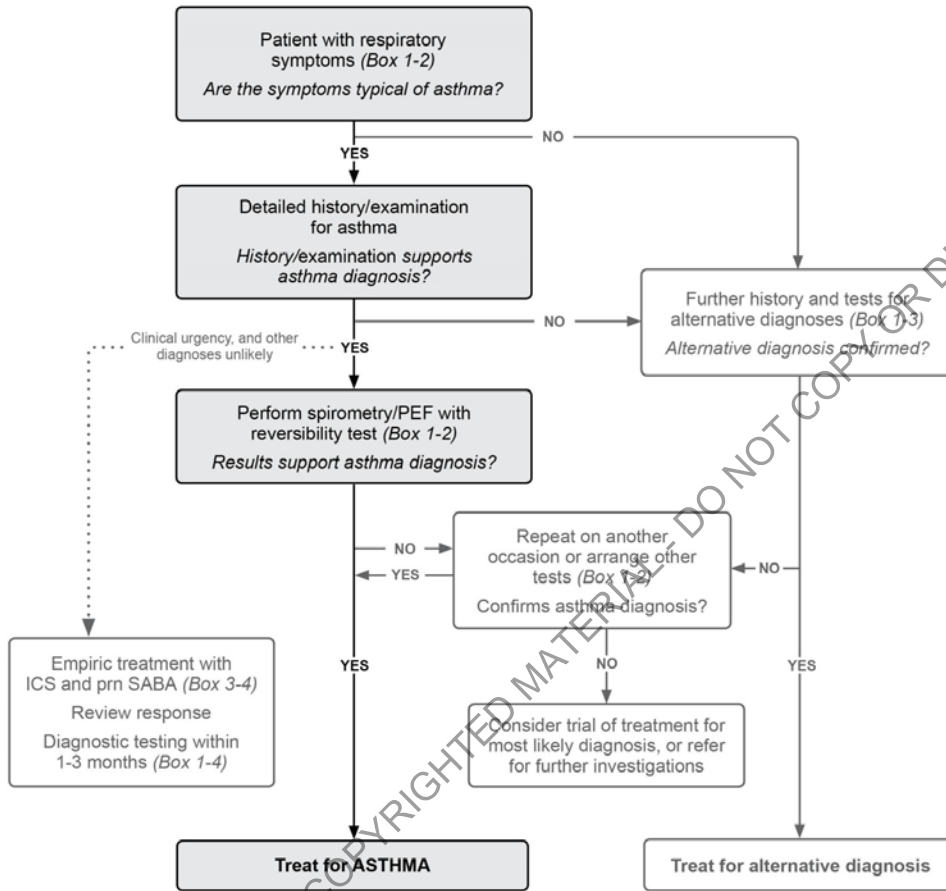 Patient with respiratory
symptoms (Box 1-2)
Are the symptoms typical of asthma?
NO
YES
Detailed history/examination
for asthma
History/examination supports
asthma diagnosis?
Further history and tests for
alternative diagnoses (Box 1-3)
Alternative diagnosis confirmed?
NO
Clinical urgency, and other
diagnoses unlikely
YES
Perform spirometry/PEF with
reversibility test (Box 1-2)
Results support asthma diagnosis?
Repeat on another
occasion or arrange other
tests (Box 1-2)
Confirms asthma diagnosis?
NO
YES
NO
Empiric treatment with
ICS and prn SABA (Box 3-4)
Review response
Diagnostic testing within
1-3 months (Box 1-4)
YES
NO
YES
Consider trial of treatment for
most likely diagnosis, or refer
for further investigations
Treat for ASTHMA
Treat for alternative diagnosis
COPYRIGHTED MATERIAL - DO NOT COPY OR